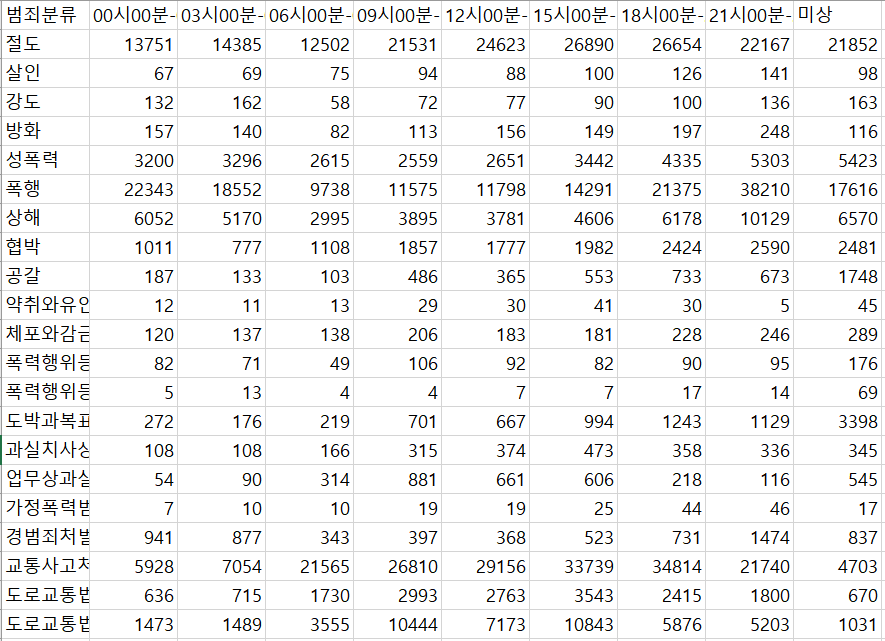 범죄분류 00시00분- 03시00분- 06시00분- 09시00분- 12시00분- 15시00분- 18시00분- 21시00분- 미상
절도 13751 14385 12502 21531 24623 26890 26654 22167 21852
살인 67 69 75 94 88 100 126 141 98
강도 132 162 58 72 77 90 100 136 163
방화 157 140 82 113 156 149 197 248 116
성폭력 3200 3296 2615 2559 2651 3442 4335 5303 5423
폭행 22343 18552 9738 11575 11798 14291 21375 38210 17616
상해 6052 5170 2995 3895 3781 4606 6178 10129 6570
협박 1011 777 1108 1857 1777 1982 2424 2590 2481
공갈 187 133 103 486 365 553 733 673 1748
약취와유인 12 11 13 29 30 41 30 5 45
체포와감금 120 137 138 206 183 181 228 246 289
폭력행위등 82 71 49 106 92 82 90 95 176
폭력행위등 5 13 4 4 7 7 17 14 69
도박과복표 272 176 219 701 667 994 1243 1129 3398
과실치사상 108 108 166 315 374 473 358 336 345
업무상과실 54 90 314 881 661 606 218 116 545
가정폭력범 7 10 10 19 19 25 44 46 17
경범죄처벌 941 877 343 397 368 523 731 1474 837
교통사고처 5928 7054 21565 26810 29156 33739 34814 21740 4703
도로교통법 636 715 1730 2993 2763 3543 2415 1800 670
도로교통법 1473 1489 3555 10444 7173 10843 5876 5203 1031